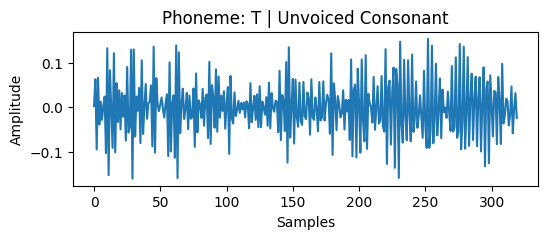 Phoneme: T | Unvoiced Consonant
Amplitude
0.1
0.0
−0.1
0 50 100 150 200 250 300
Samples